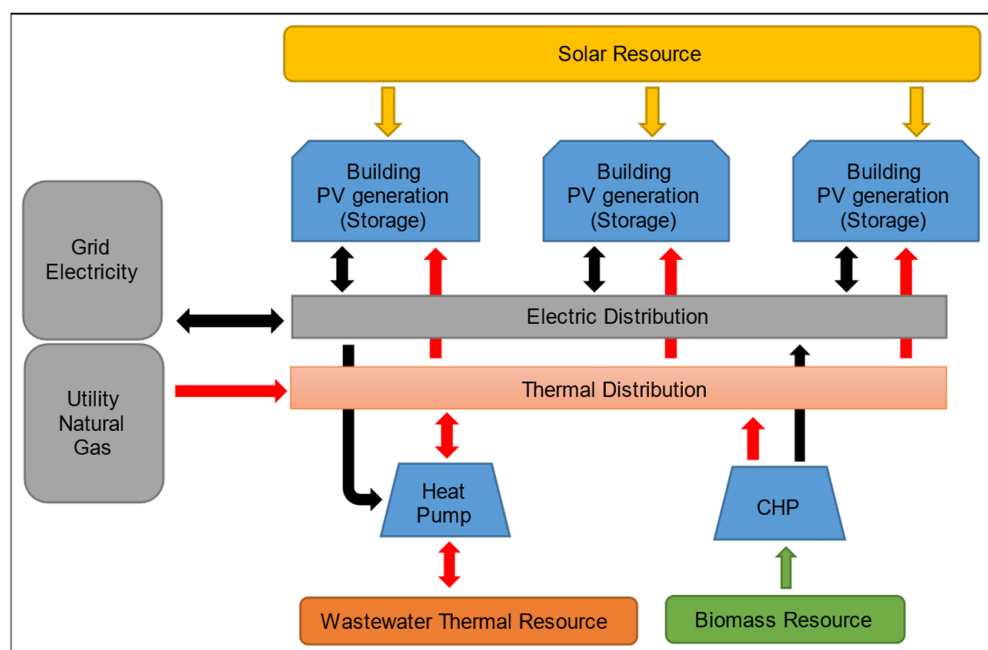 Solar Resource
Building
PV generation
(Storage)
Building
PV generation
(Storage)
Building
PV generation
(Storage)
Grid
Electricity
Electric Distribution
Utility
Natural
Gas
Thermal Distribution
Heat
Pump
CHP
Wastewater Thermal Resource
Biomass Resource